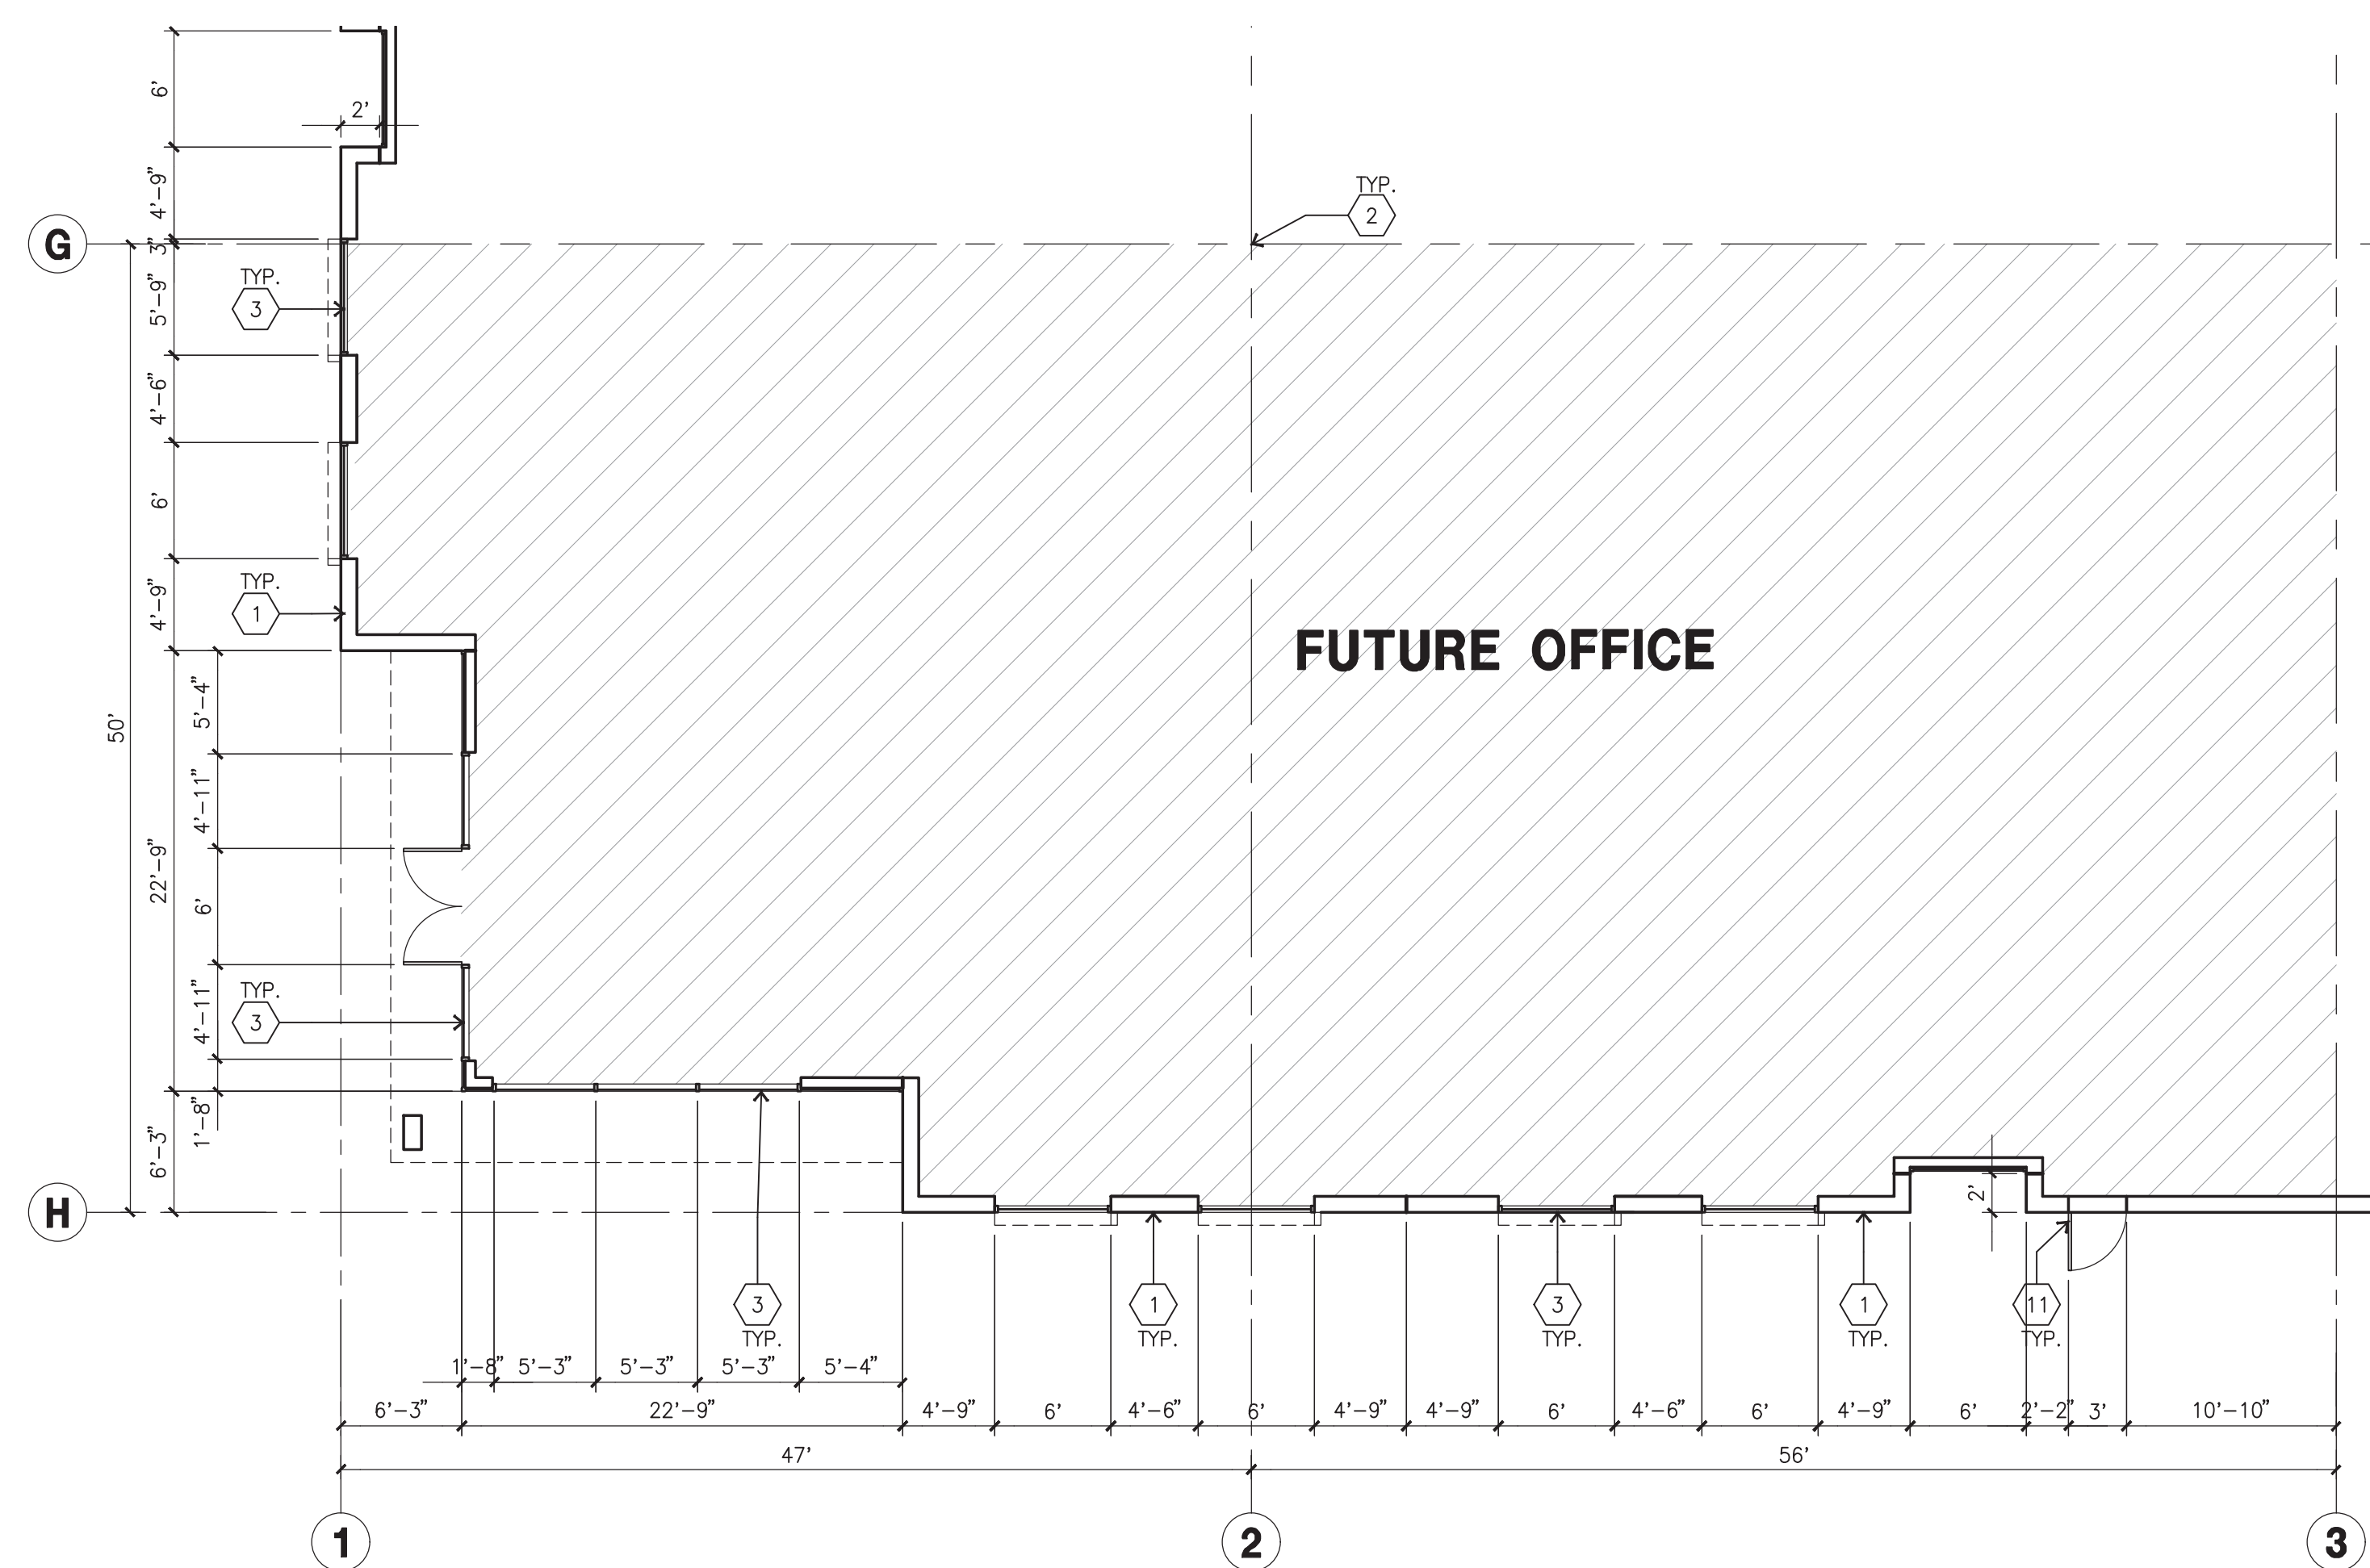 6'
2'
4'-9"
TYP.
2
G
3"
TYP.
3
5'-9"
4'-6"
6'
TYP.
1
4'-9"
FUTURE OFFICE
50'
5'-4"
4'-11"
22'-9"
6'
TYP.
3
4'-11"
1'-8"
6'-3"
2'
H
3
TYP.
1
TYP.
3
TYP.
1
TYP.
11
TYP.
1'-8" 5'-3" 5'-3" 5'-3" 5'-4"
6'-3" 22'-9" 4'-9" 6' 4'-6" 6' 4'-9" 4'-9" 6' 4'-6" 6' 4'-9" 6' 2'-2" 3' 10'-10"
47' 56'
1 2 3